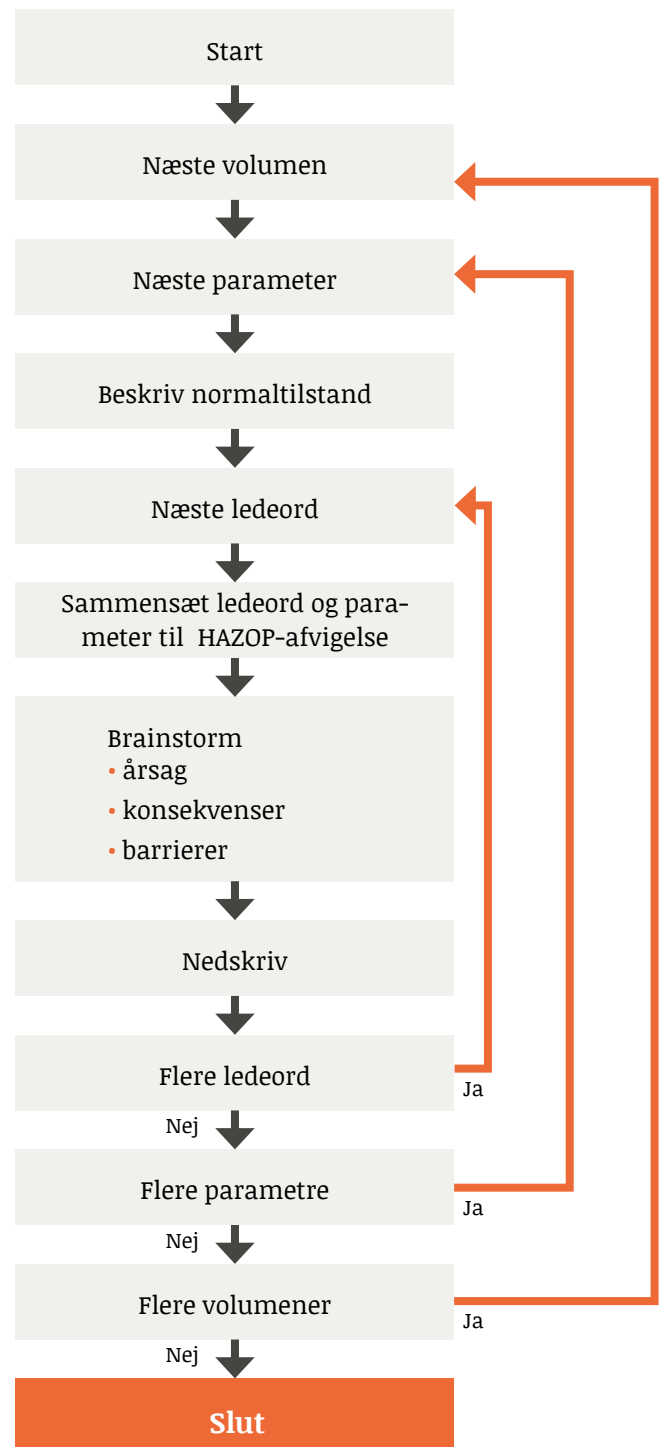 Start
Næste volumen
Næste parameter
Beskriv normaltilstand
Næste ledeord
Sammensæt ledeord og para-
meter til HAZOP-afvigelse
Brainstorm
• årsag
• konsekvenser
• barrierer
Nedskriv
Flere ledeord
Ja
Nej
Flere parametre
Ja
Nej
Flere volumener
Ja
Nej
Slut